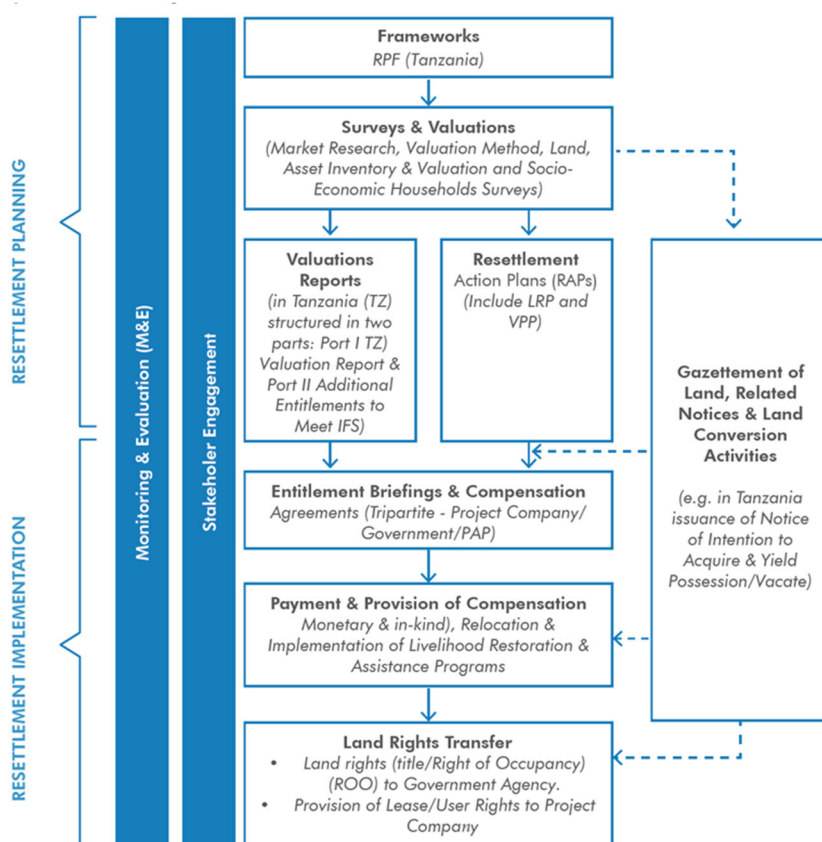 RESETTLEMENT PLANNING
RESETTLEMENT IMPLEMENTATION
Monitoring & Evaluation (M&E)
Stakeholer Engagement
Frameworks
RPF (Tanzania)
Surveys & Valuations
(Market Research, Valuation Method, Land,
Asset Inventory & Valuation and Socio-
Economic Households Surveys)
Valuations
Reports
(in Tanzania (TZ)
structured in two
parts: Port I TZ)
Valuation Report &
Port II Additional
Entitlements to
Meet IFS)
Resettlement
Action Plans (RAPs)
(Include LRP and
VPP)
Gazettement of
Land, Related
Notices & Land
Conversion
Activities
(e.g. in Tanzania
issuance of Notice
of Intention to
Acquire & Yield
Possession/Vacate)
Entitlement Briefings & Compensation
Agreements (Tripartite - Project Company/
Government/PAP)
Payment & Provision of Compensation
Monetary & in-kind), Relocation &
Implementation of Livelihood Restoration &
Assistance Programs
Land Rights Transfer
• Land rights (title/Right of Occupancy)
(ROO) to Government Agency.
• Provision of Lease/User Rights to Project
Company